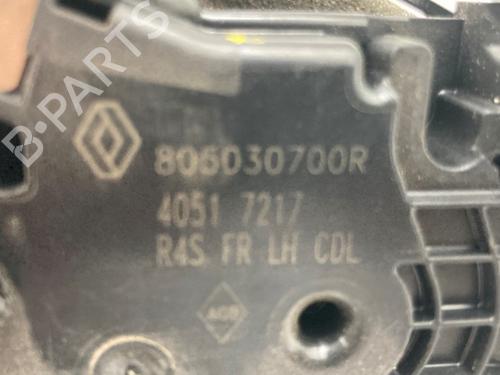 B-PARTS
806030700R
4051 7217
R4S FR LH CDL